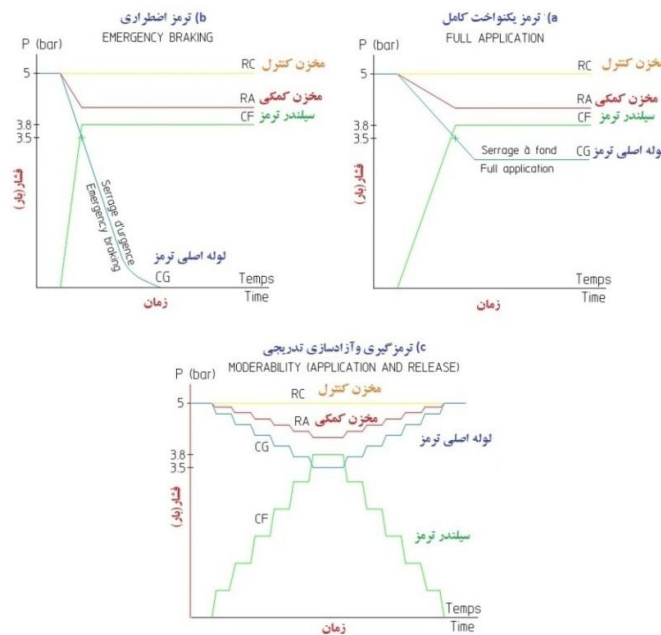 b) ترمز اضطراری
EMERGENCY BRAKING
P (bar)
RC مخزن کنترل
5
RA مخزن کمکی
CF سیلندر ترمز
3.8
3.5
فشار(بار)
Serrage d'urgence
Emergency braking
لوله اصلی ترمز
CG
Temps
Time
زمان
a) ترمز یکنواخت کامل
FULL APPLICATION
P (bar)
RC مخزن کنترل
5
RA مخزن کمکی
CF سیلندر ترمز
3.8
3.5
Serrage à fond
CG لوله اصلی ترمز
Full application
فشار(بار)
Temps
Time
زمان
c) ترمزگیری وآزادسازی تدریجی
MODERABILITY (APPLICATION AND RELEASE)
P (bar)
RC مخزن کنترل
5
RA مخزن کمکی
CG
لوله اصلی ترمز
3.8
3.5
فشار(بار)
CF
سیلندر ترمز
Temps
Time
زمان